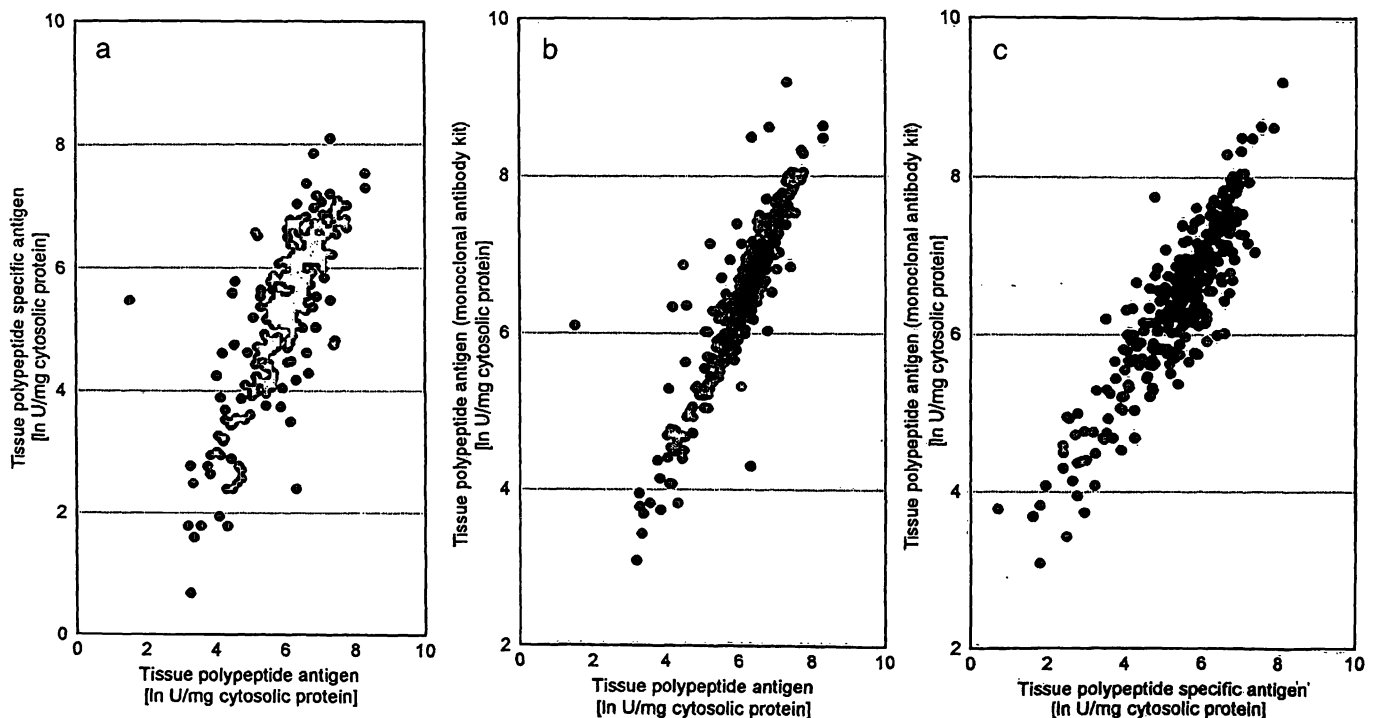 a
10
8
6
4
2
0
0
2
4
6
8
10
Tissue polypeptide specific antigen
[ln U/mg cytosolic protein]
Tissue polypeptide antigen
[ln U/mg cytosolic protein]
b
10
8
6
4
2
0
2
4
6
8
10
Tissue polypeptide antigen (monoclonal antibody kit)
[ln U/mg cytosolic protein]
Tissue polypeptide antigen
[ln U/mg cytosolic protein]
c
10
8
6
4
2
0
2
4
6
8
10
Tissue polypeptide antigen (monoclonal antibody kit)
[ln U/mg cytosolic protein]
Tissue polypeptide specific antigen
[ln U/mg cytosolic protein]